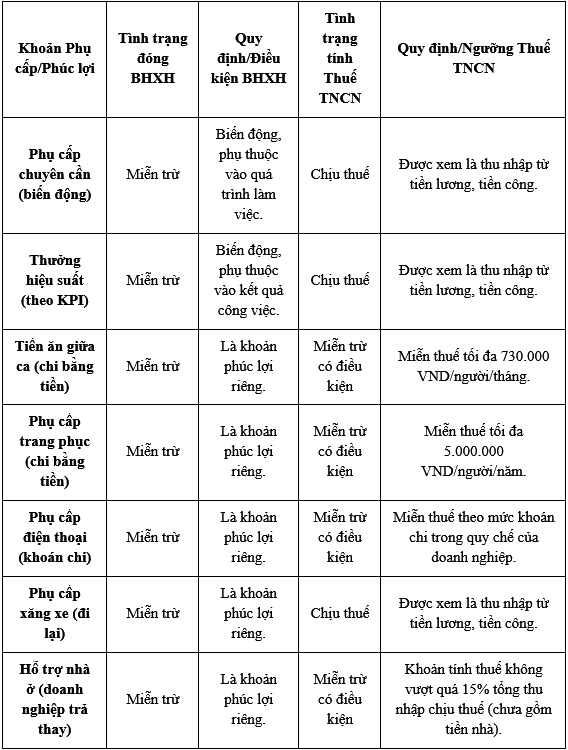 Khoản Phụ
cấp/Phúc lợi
Tình trạng
đóng
BHXH
Quy
định/Điều
kiện BHXH
Tình
trạng
tính
Thuế
TNCN
Quy định/Ngưỡng Thuế
TNCN
Phụ cấp
chuyên cần
(biến động)
Miễn trừ
Biến động,
phụ thuộc
vào quá
trình làm
việc.
Chịu thuế
Được xem là thu nhập từ
tiền lương, tiền công.
Thưởng
hiệu suất
(theo KPI)
Miễn trừ
Biến động,
phụ thuộc
vào kết quả
công việc.
Chịu thuế
Được xem là thu nhập từ
tiền lương, tiền công.
Tiền ăn giữa
ca (chi bằng
tiền)
Miễn trừ
Là khoản
phúc lợi
riêng.
Miễn trừ
có điều
kiện
Miễn thuế tối đa 730.000
VND/người/tháng.
Phụ cấp
trang phục
(chi bằng
tiền)
Miễn trừ
Là khoản
phúc lợi
riêng.
Miễn trừ
có điều
kiện
Miễn thuế tối đa
5.000.000
VND/người/năm.
Phụ cấp
điện thoại
(khoán chi)
Miễn trừ
Là khoản
phúc lợi
riêng.
Miễn trừ
có điều
kiện
Miễn thuế theo mức khoán
chi trong quy chế của
doanh nghiệp.
Phụ cấp
xăng xe (đi
lại)
Miễn trừ
Là khoản
phúc lợi
riêng.
Chịu thuế
Được xem là thu nhập từ
tiền lương, tiền công.
Hỗ trợ nhà
ở (doanh
nghiệp trả
thay)
Miễn trừ
Là khoản
phúc lợi
riêng.
Miễn trừ
có điều
kiện
Khoản tính thuế không
vượt quá 15% tổng thu
nhập chịu thuế (chưa gồm
tiền nhà).